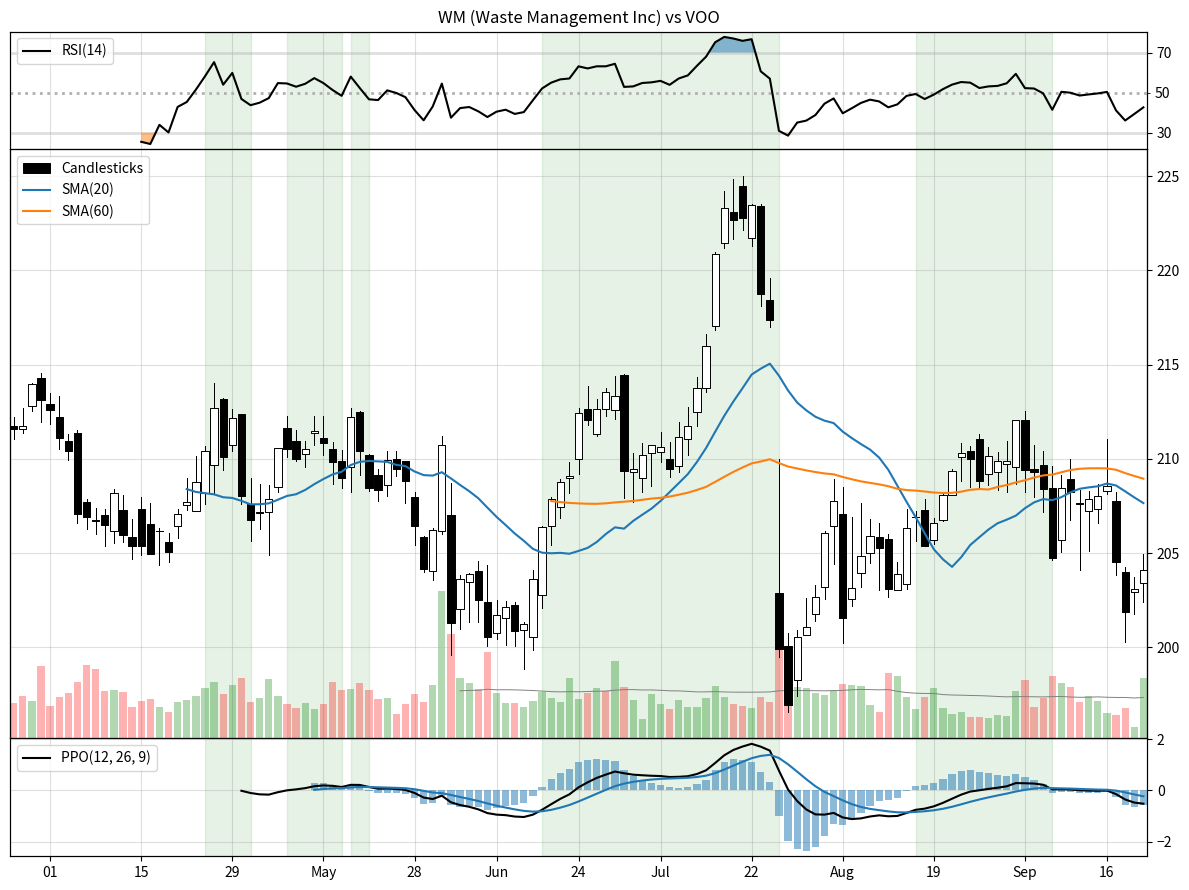 WM (Waste Management Inc) vs VOO
RSI(14)
70
50
30
Candlesticks
SMA(20)
SMA(60)
225
220
215
210
205
200
PPO(12, 26, 9)
2
0
−2
01 15 29 May 28 Jun 24 Jul 22 Aug 19 Sep 16